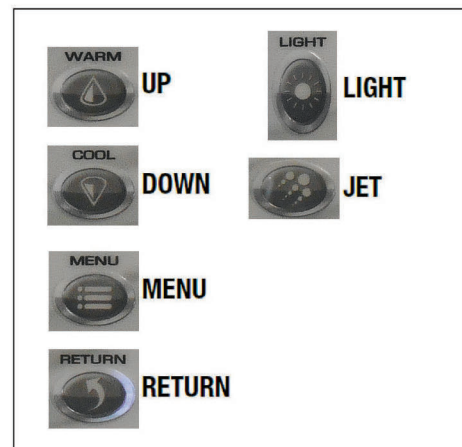 WARM
UP
LIGHT
LIGHT
COOL
DOWN
JET
MENU
MENU
RETURN
RETURN